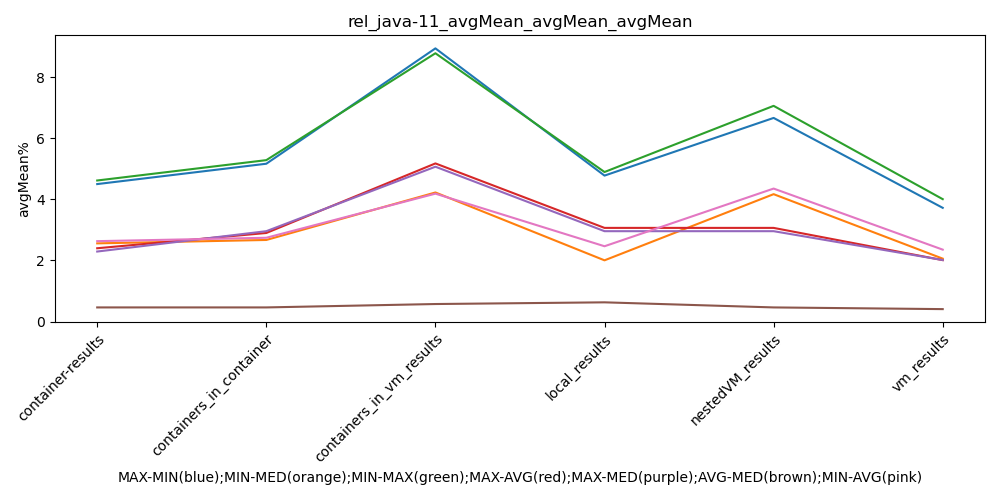 rel_java-11_avgMean_avgMean_avgMean
avgMean%
8
6
4
2
0
container-results
containers_in_container
containers_in_vm_results
local_results
nestedVM_results
vm_results
MAX-MIN(blue);MIN-MED(orange);MIN-MAX(green);MAX-AVG(red);MAX-MED(purple);AVG-MED(brown);MIN-AVG(pink)